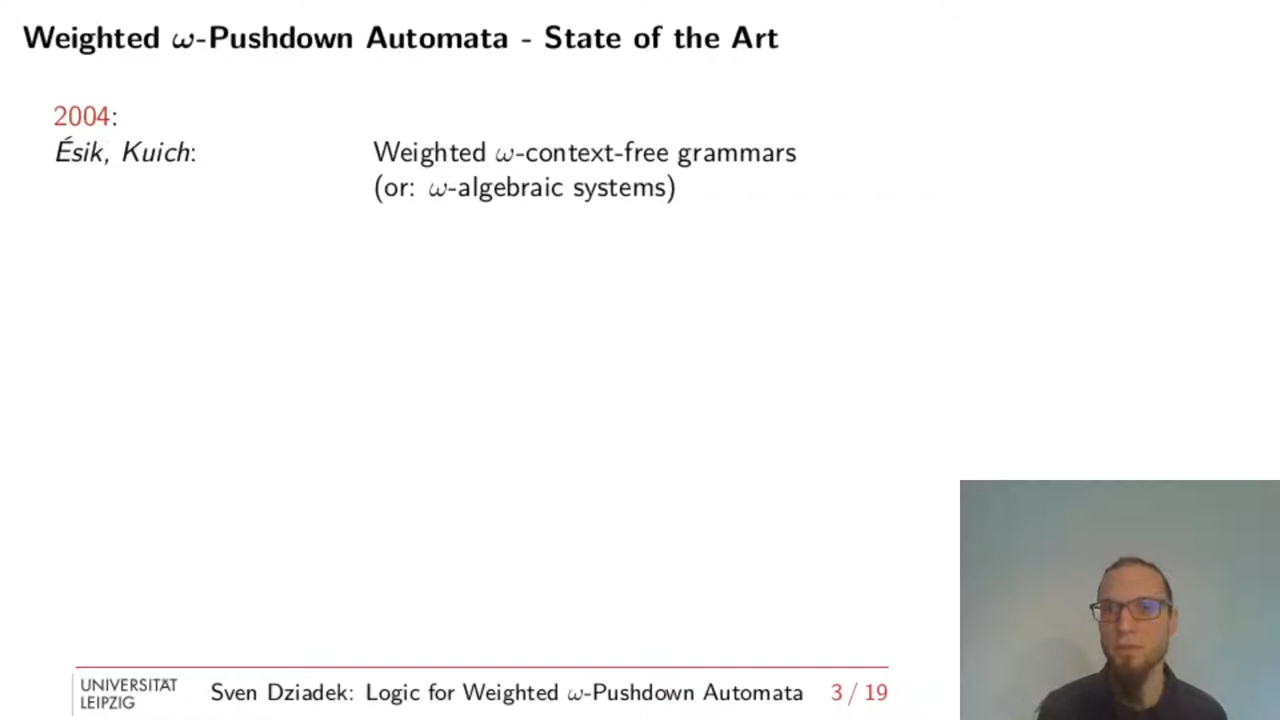 Weighted ω-Pushdown Automata - State of the Art
2004:
Ésik, Kuich:
Weighted ω-context-free grammars
(or: ω-algebraic systems)
UNIVERSITÄT
LEIPZIG
Sven Dziadek: Logic for Weighted ω-Pushdown Automata
3 / 19